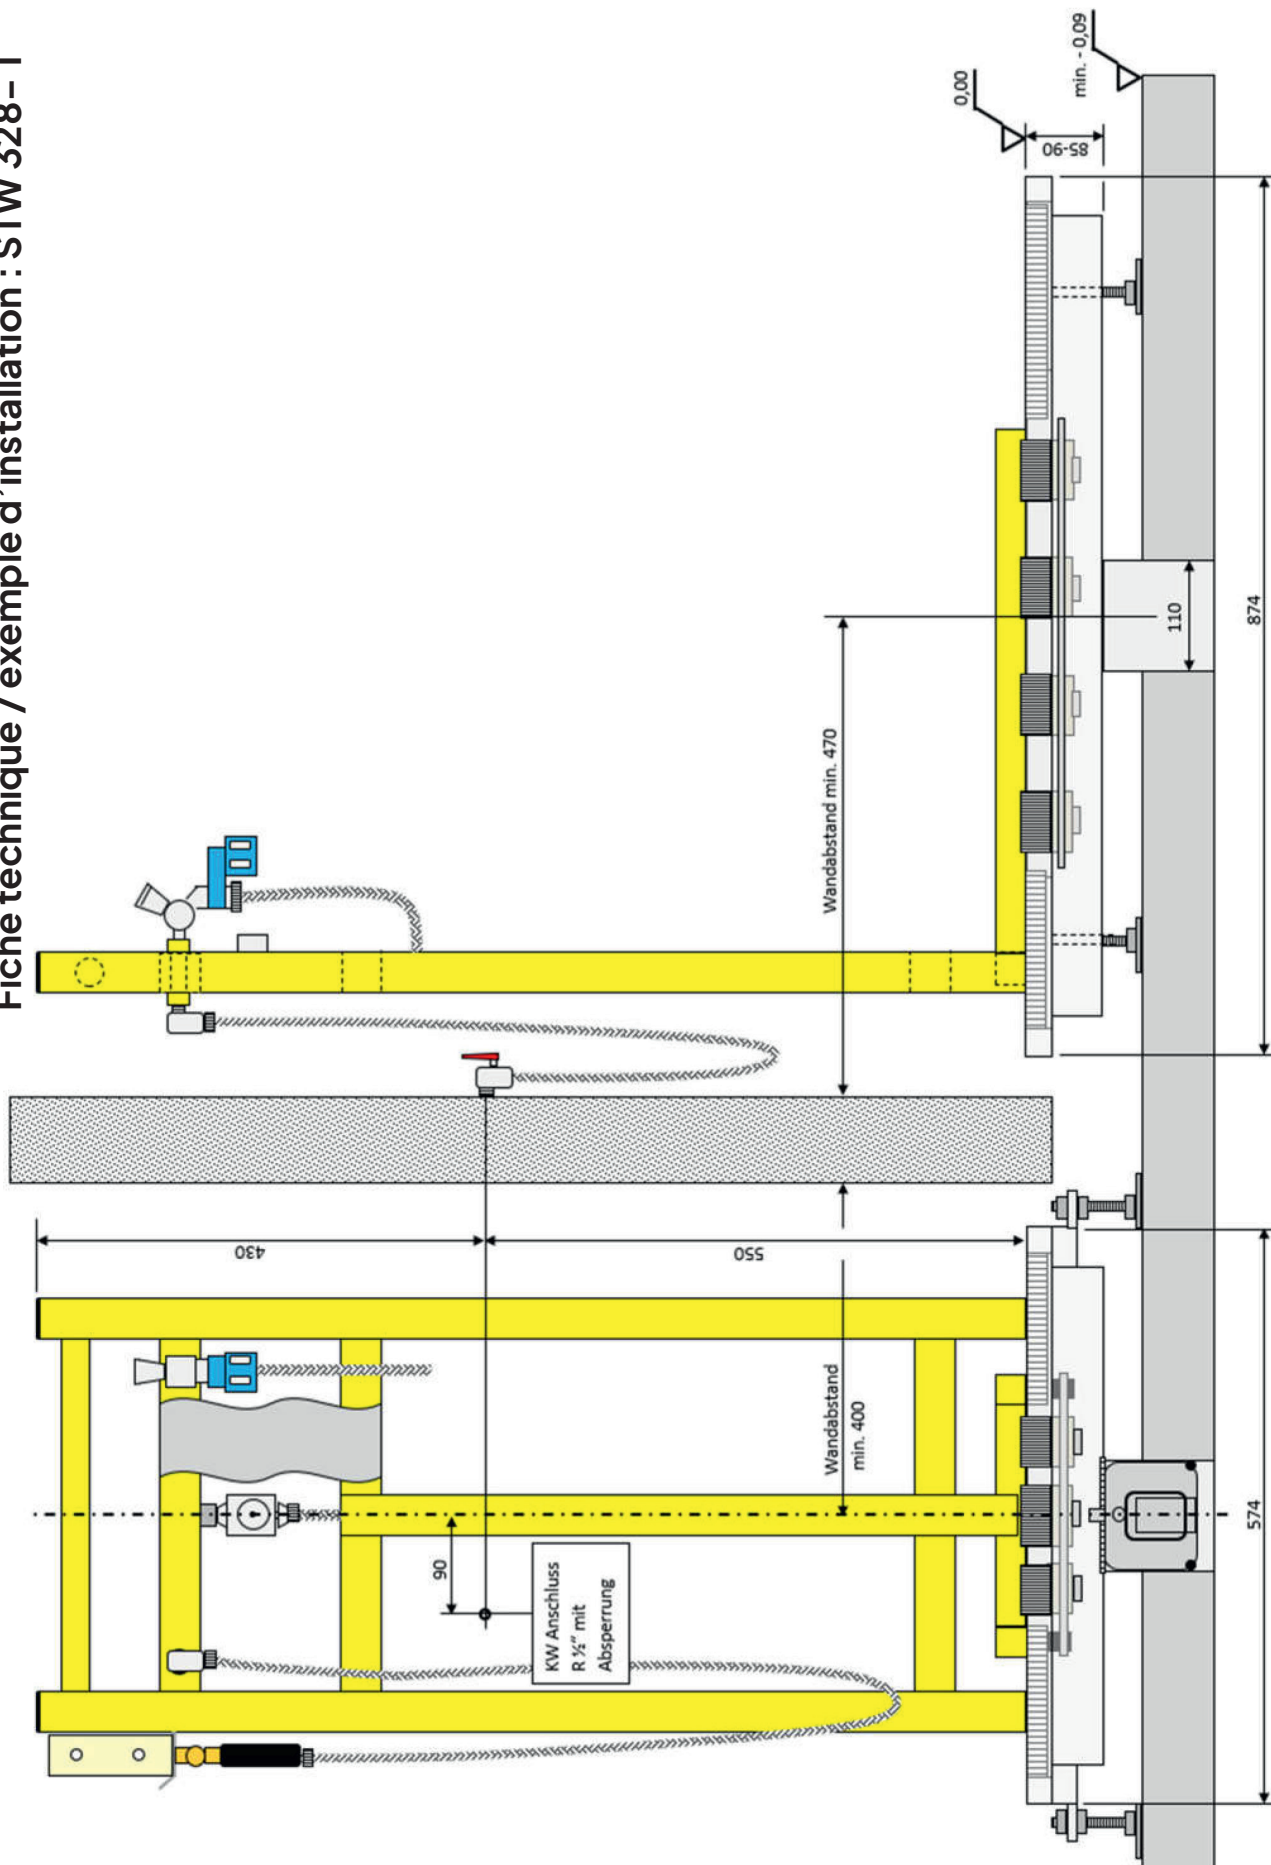 Fiche technique / exemple d'installation : STW 328–1
0,00
min. - 0,09
85-90
Wandabstand min. 470
110
874
430
550
Wandabstand
min. 400
90
KW Anschluss
R ½" mit
Absperrung
574